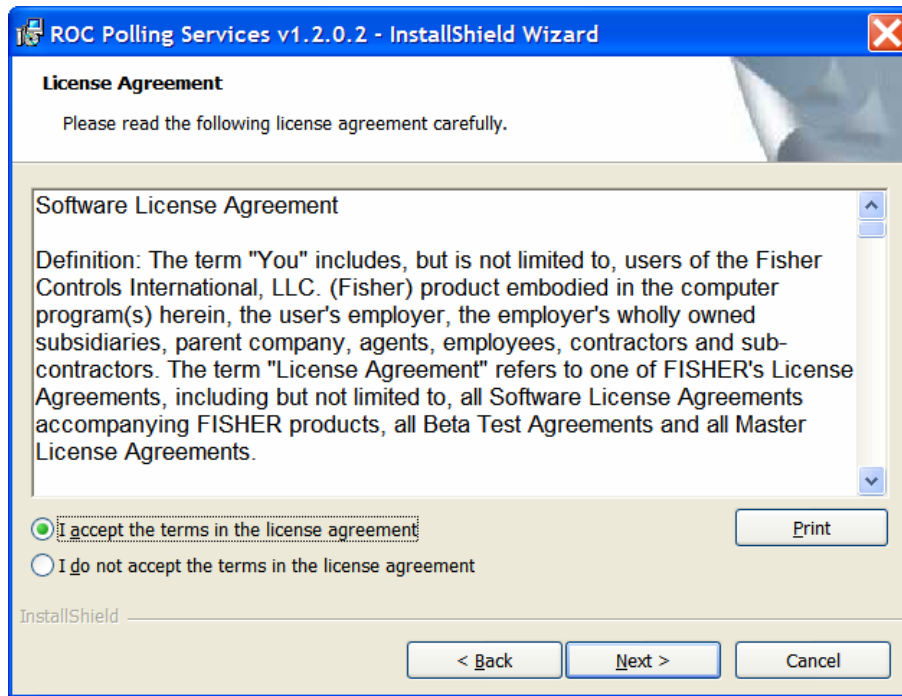 ROC Polling Services v1.2.0.2 - InstallShield Wizard
License Agreement
Please read the following license agreement carefully.
Software License Agreement
Definition: The term "You" includes, but is not limited to, users of the Fisher
Controls International, LLC. (Fisher) product embodied in the computer
program(s) herein, the user's employer, the employer's wholly owned
subsidiaries, parent company, agents, employees, contractors and sub-
contractors. The term "License Agreement" refers to one of FISHER's License
Agreements, including but not limited to, all Software License Agreements
accompanying FISHER products, all Beta Test Agreements and all Master
License Agreements.
I accept the terms in the license agreement
Print
I do not accept the terms in the license agreement
InstallShield
< Back
Next >
Cancel